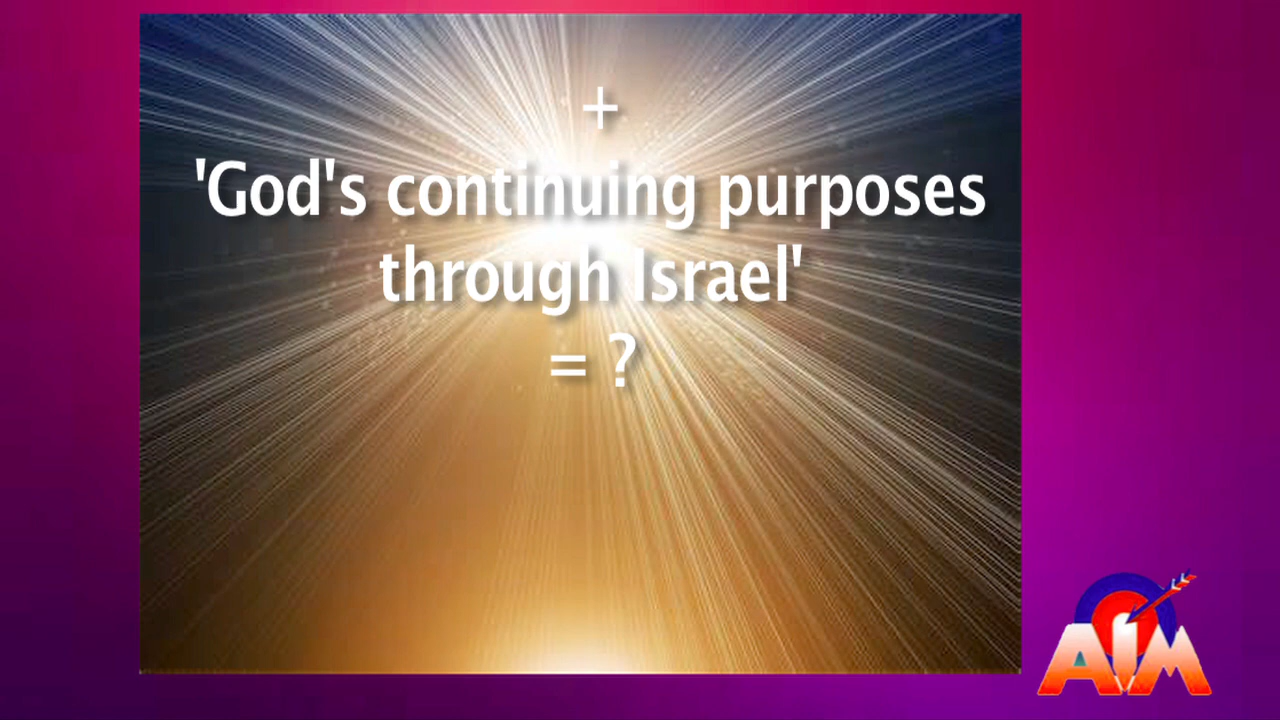 +
'God's continuing purposes
through Israel'
= ?
AIM